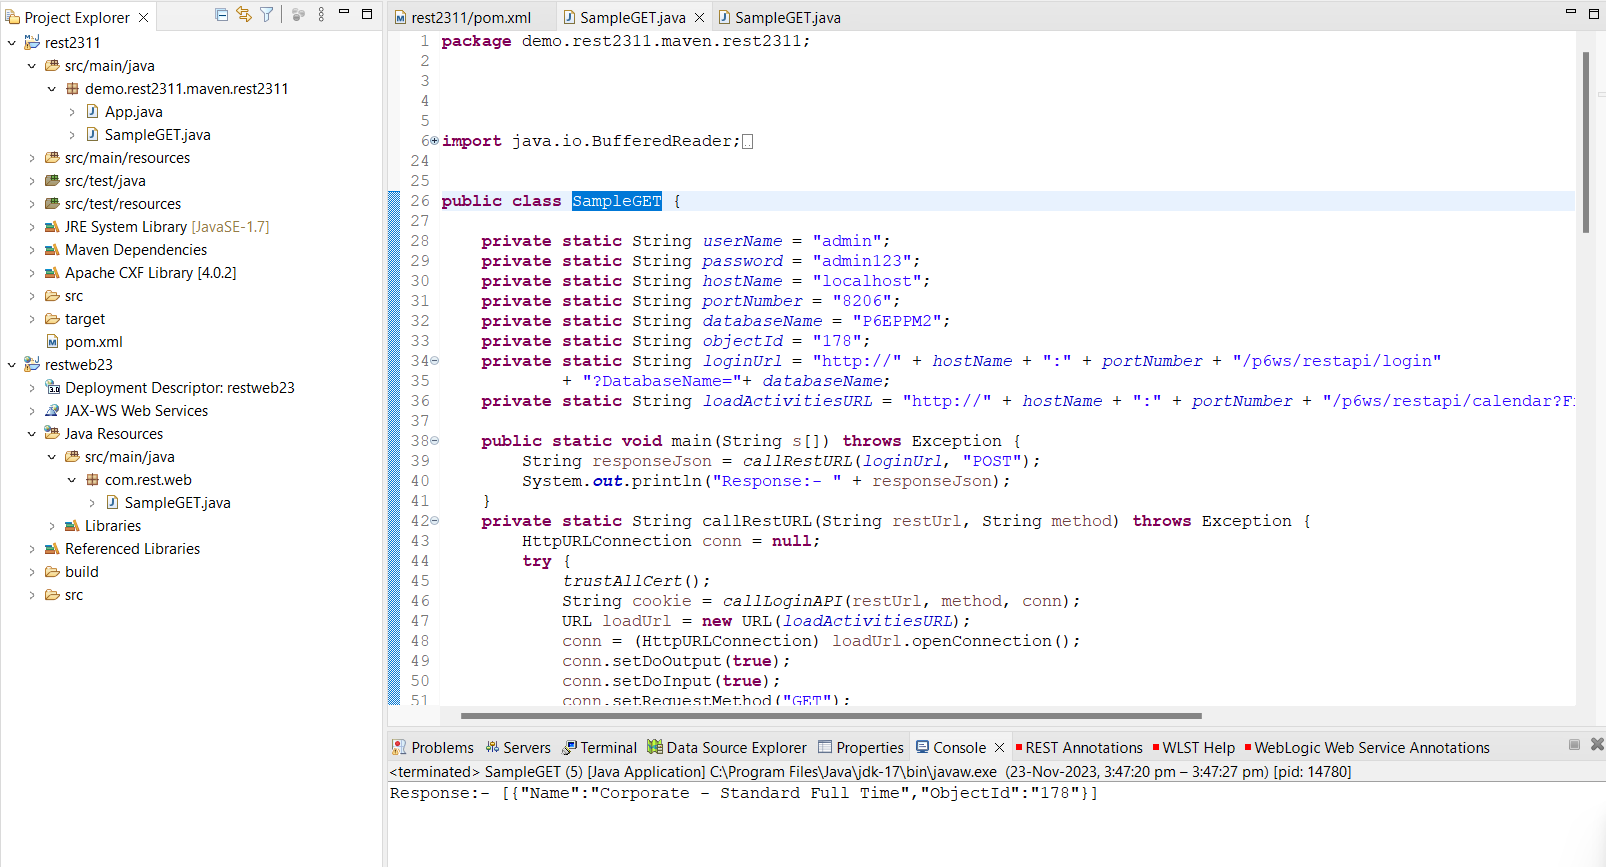 Project Explorer
rest2311
src/main/java
demo.rest2311.maven.rest2311
App.java
SampleGET.java
src/main/resources
src/test/java
src/test/resources
JRE System Library [JavaSE-1.7]
Maven Dependencies
Apache CXF Library [4.0.2]
src
target
pom.xml
restweb23
Deployment Descriptor: restweb23
JAX-WS Web Services
Java Resources
src/main/java
com.rest.web
SampleGET.java
Libraries
Referenced Libraries
build
src
rest2311/pom.xml SampleGET.java SampleGET.java
1 package demo.rest2311.maven.rest2311;
2
3
4
5
6 import java.io.BufferedReader;
24
25
26 public class SampleGET {
27
28 private static String userName = "admin";
29 private static String password = "admin123";
30 private static String hostName = "localhost";
31 private static String portNumber = "8206";
32 private static String databaseName = "P6EPPM2";
33 private static String objectId = "178";
34 private static String loginUrl = "http://" + hostName + ":" + portNumber + "/p6ws/restapi/login"
35 + "?DatabaseName="+ databaseName;
36 private static String loadActivitiesURL = "http://" + hostName + ":" + portNumber + "/p6ws/restapi/calendar?F
37
38 public static void main(String s[]) throws Exception {
39 String responseJson = callRestURL(loginUrl, "POST");
40 System.out.println("Response:- " + responseJson);
41 }
42 private static String callRestURL(String restUrl, String method) throws Exception {
43 HttpURLConnection conn = null;
44 try {
45 trustAllCert();
46 String cookie = callLoginAPI(restUrl, method, conn);
47 URL loadUrl = new URL(loadActivitiesURL);
48 conn = (HttpURLConnection) loadUrl.openConnection();
49 conn.setDoOutput(true);
50 conn.setDoInput(true);
51 conn.setRequestMethod("GET");
Problems Servers Terminal Data Source Explorer Properties Console REST Annotations WLST Help WebLogic Web Service Annotations
<terminated> SampleGET (5) [Java Application] C:\Program Files\Java\jdk-17\bin\javaw.exe (23-Nov-2023, 3:47:20 pm – 3:47:27 pm) [pid: 14780]
Response:- [{"Name":"Corporate - Standard Full Time","ObjectId":"178"}]